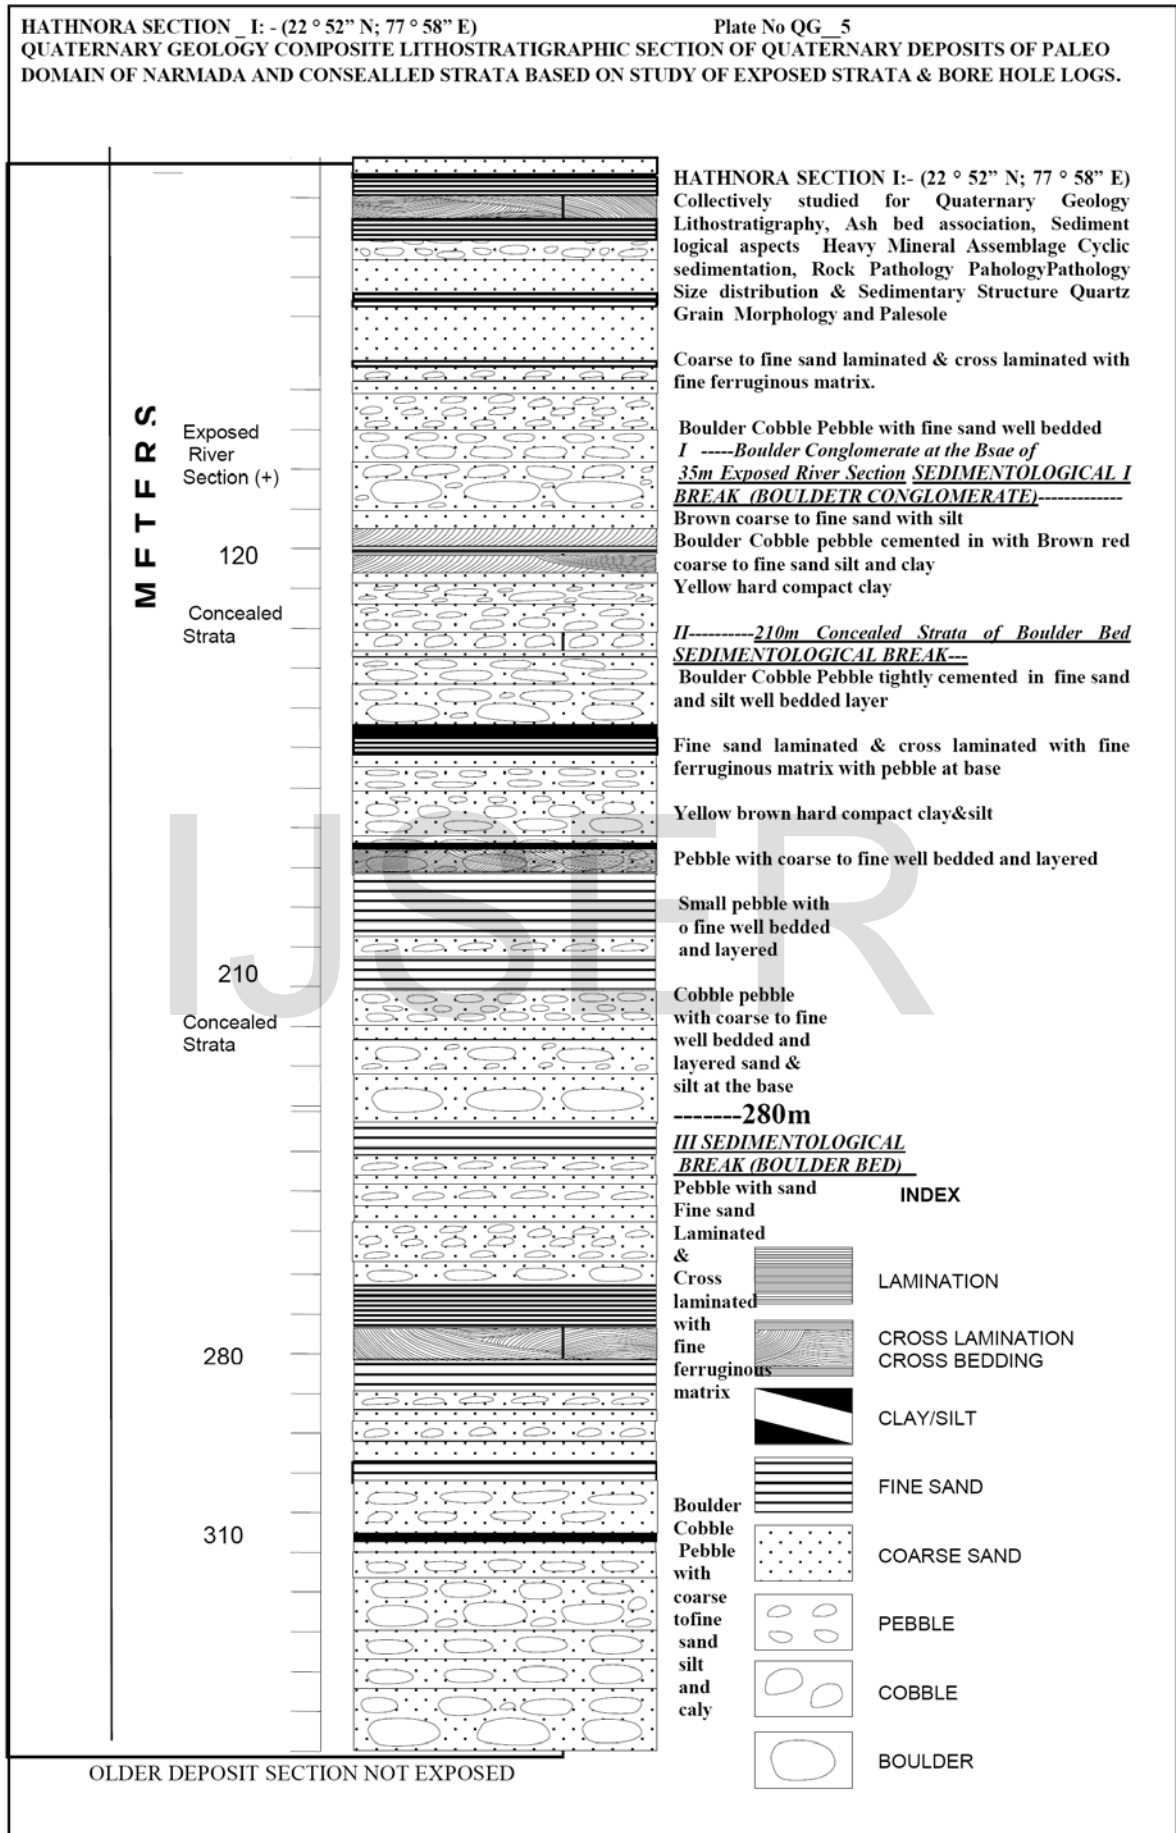 HATHNORA SECTION _ I: - (22 ° 52” N; 77 ° 58” E) Plate No QG__5
QUATERNARY GEOLOGY COMPOSITE LITHOSTRATIGRAPHIC SECTION OF QUATERNARY DEPOSITS OF PALEO
DOMAIN OF NARMADA AND CONSEALLED STRATA BASED ON STUDY OF EXPOSED STRATA & BORE HOLE LOGS.
M F T F R S
Exposed
River
Section (+)
120
Concealed
Strata
210
Concealed
Strata
280
310
OLDER DEPOSIT SECTION NOT EXPOSED
HATHNORA SECTION I:- (22 ° 52” N; 77 ° 58” E)
Collectively studied for Quaternary Geology
Lithostratigraphy, Ash bed association, Sediment
logical aspects Heavy Mineral Assemblage Cyclic
sedimentation, Rock Pathology PahologyPathology
Size distribution & Sedimentary Structure Quartz
Grain Morphology and Palesole
Coarse to fine sand laminated & cross laminated with
fine ferruginous matrix.
Boulder Cobble Pebble with fine sand well bedded
I -----Boulder Conglomerate at the Bsae of
35m Exposed River Section SEDIMENTOLOGICAL I
BREAK (BOULDETR CONGLOMERATE)-------------
Brown coarse to fine sand with silt
Boulder Cobble pebble cemented in with Brown red
coarse to fine sand silt and clay
Yellow hard compact clay
II----------210m Concealed Strata of Boulder Bed
SEDIMENTOLOGICAL BREAK---
Boulder Cobble Pebble tightly cemented in fine sand
and silt well bedded layer
Fine sand laminated & cross laminated with fine
ferruginous matrix with pebble at base
Yellow brown hard compact clay&silt
Pebble with coarse to fine well bedded and layered
Small pebble with
o fine well bedded
and layered
Cobble pebble
with coarse to fine
well bedded and
layered sand &
silt at the base
-------280m
III SEDIMENTOLOGICAL
BREAK (BOULDER BED)
Pebble with sand
Fine sand
Laminated
&
Cross
laminated
with
fine
ferruginous
matrix
Boulder
Cobble
Pebble
with
coarse
tofine
sand
silt
and
caly
INDEX
LAMINATION
CROSS LAMINATION
CROSS BEDDING
CLAY/SILT
FINE SAND
COARSE SAND
PEBBLE
COBBLE
BOULDER
IJSER